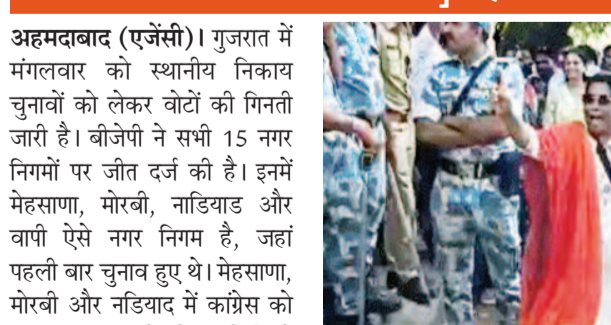 अहमदाबाद (एजेंसी)। गुजरात में
मंगलवार को स्थानीय निकाय
चुनावों को लेकर वोटों की गिनती
जारी है। बीजेपी ने सभी 15 नगर
निगमों पर जीत दर्ज की है। इनमें
मेहसाणा, मोरबी, नाडियाड और
वापी ऐसे नगर निगम है, जहां
पहली बार चुनाव हुए थे। मेहसाणा,
मोरबी और नडियाद में कांग्रेस को